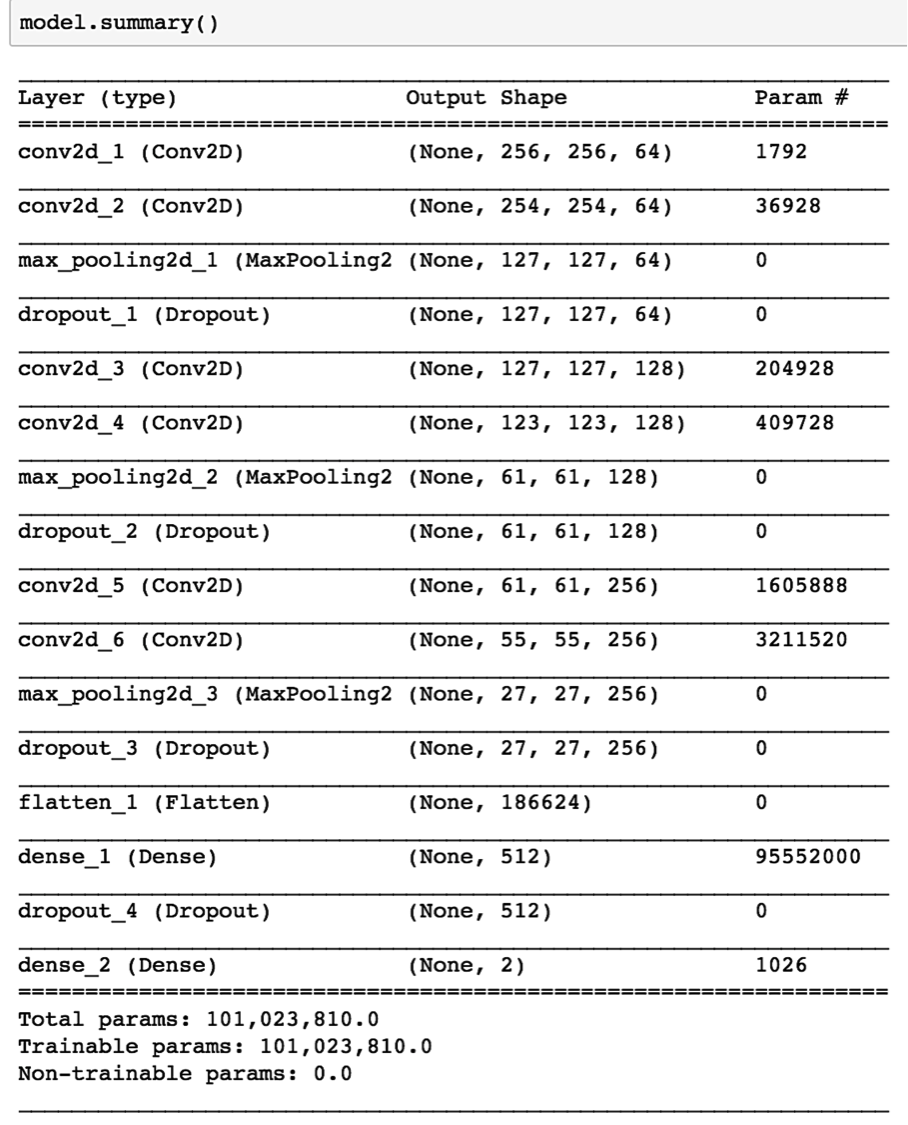 model.summary()
Layer (type) Output Shape Param #
=================================================================
conv2d_1 (Conv2D) (None, 256, 256, 64) 1792
conv2d_2 (Conv2D) (None, 254, 254, 64) 36928
max_pooling2d_1 (MaxPooling2 (None, 127, 127, 64) 0
dropout_1 (Dropout) (None, 127, 127, 64) 0
conv2d_3 (Conv2D) (None, 127, 127, 128) 204928
conv2d_4 (Conv2D) (None, 123, 123, 128) 409728
max_pooling2d_2 (MaxPooling2 (None, 61, 61, 128) 0
dropout_2 (Dropout) (None, 61, 61, 128) 0
conv2d_5 (Conv2D) (None, 61, 61, 256) 1605888
conv2d_6 (Conv2D) (None, 55, 55, 256) 3211520
max_pooling2d_3 (MaxPooling2 (None, 27, 27, 256) 0
dropout_3 (Dropout) (None, 27, 27, 256) 0
flatten_1 (Flatten) (None, 186624) 0
dense_1 (Dense) (None, 512) 95552000
dropout_4 (Dropout) (None, 512) 0
dense_2 (Dense) (None, 2) 1026
=================================================================
Total params: 101,023,810.0
Trainable params: 101,023,810.0
Non-trainable params: 0.0